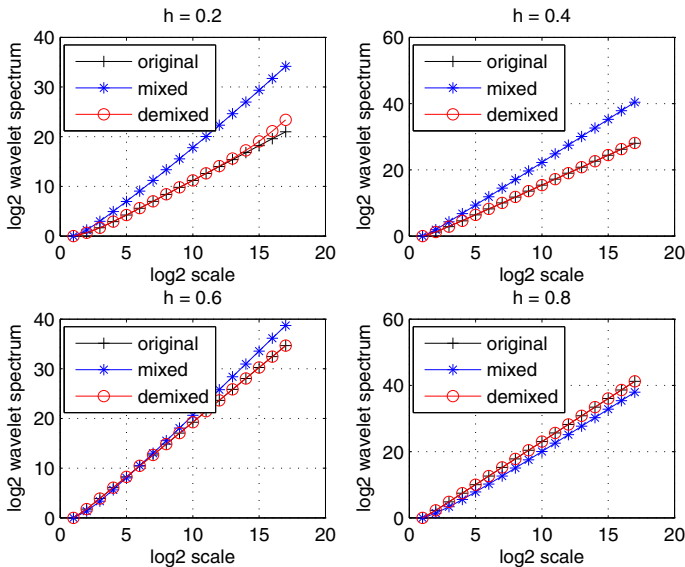 h = 0.2
log2 wavelet spectrum
40
30
20
10
0
0 5 10 15 20
log2 scale
original
mixed
demixed
h = 0.4
log2 wavelet spectrum
60
40
20
0
0 5 10 15 20
log2 scale
original
mixed
demixed
h = 0.6
log2 wavelet spectrum
40
30
20
10
0
0 5 10 15 20
log2 scale
original
mixed
demixed
h = 0.8
log2 wavelet spectrum
60
40
20
0
0 5 10 15 20
log2 scale
original
mixed
demixed